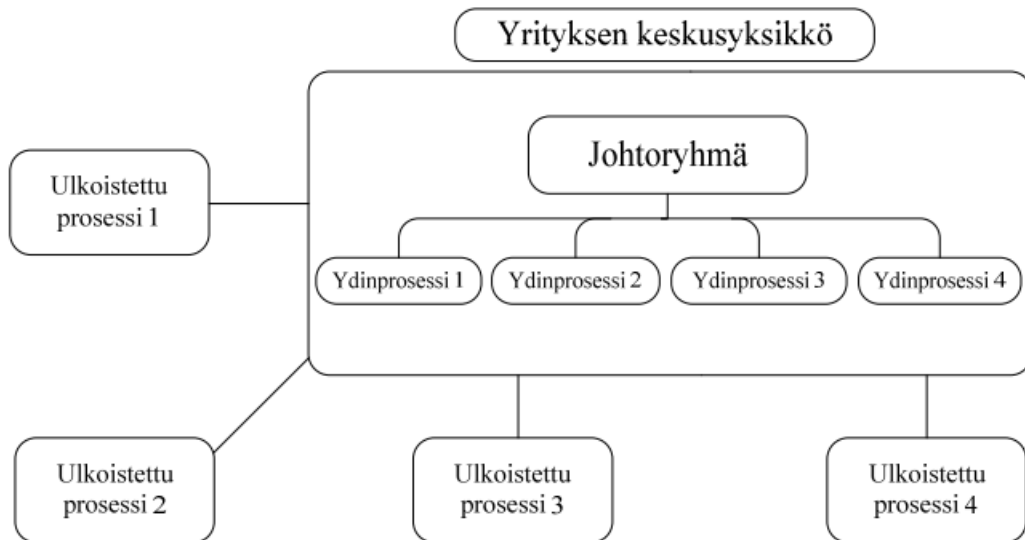 Yrityksen keskusyksikkö
Johtoryhmä
Ulkoistettu
prosessi 1
Ydinprosessi 1
Ydinprosessi 2
Ydinprosessi 3
Ydinprosessi 4
Ulkoistettu
prosessi 2
Ulkoistettu
prosessi 3
Ulkoistettu
prosessi 4